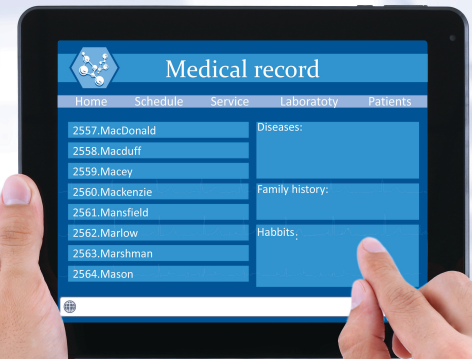 Medical record
Home Schedule Service Laboratoty Patients
2557.MacDonald
2558.Macduff
2559.Macey
2560.Mackenzie
2561.Mansfield
2562.Marlow
2563.Marshman
2564.Mason
Diseases:
Family history:
Habbits: